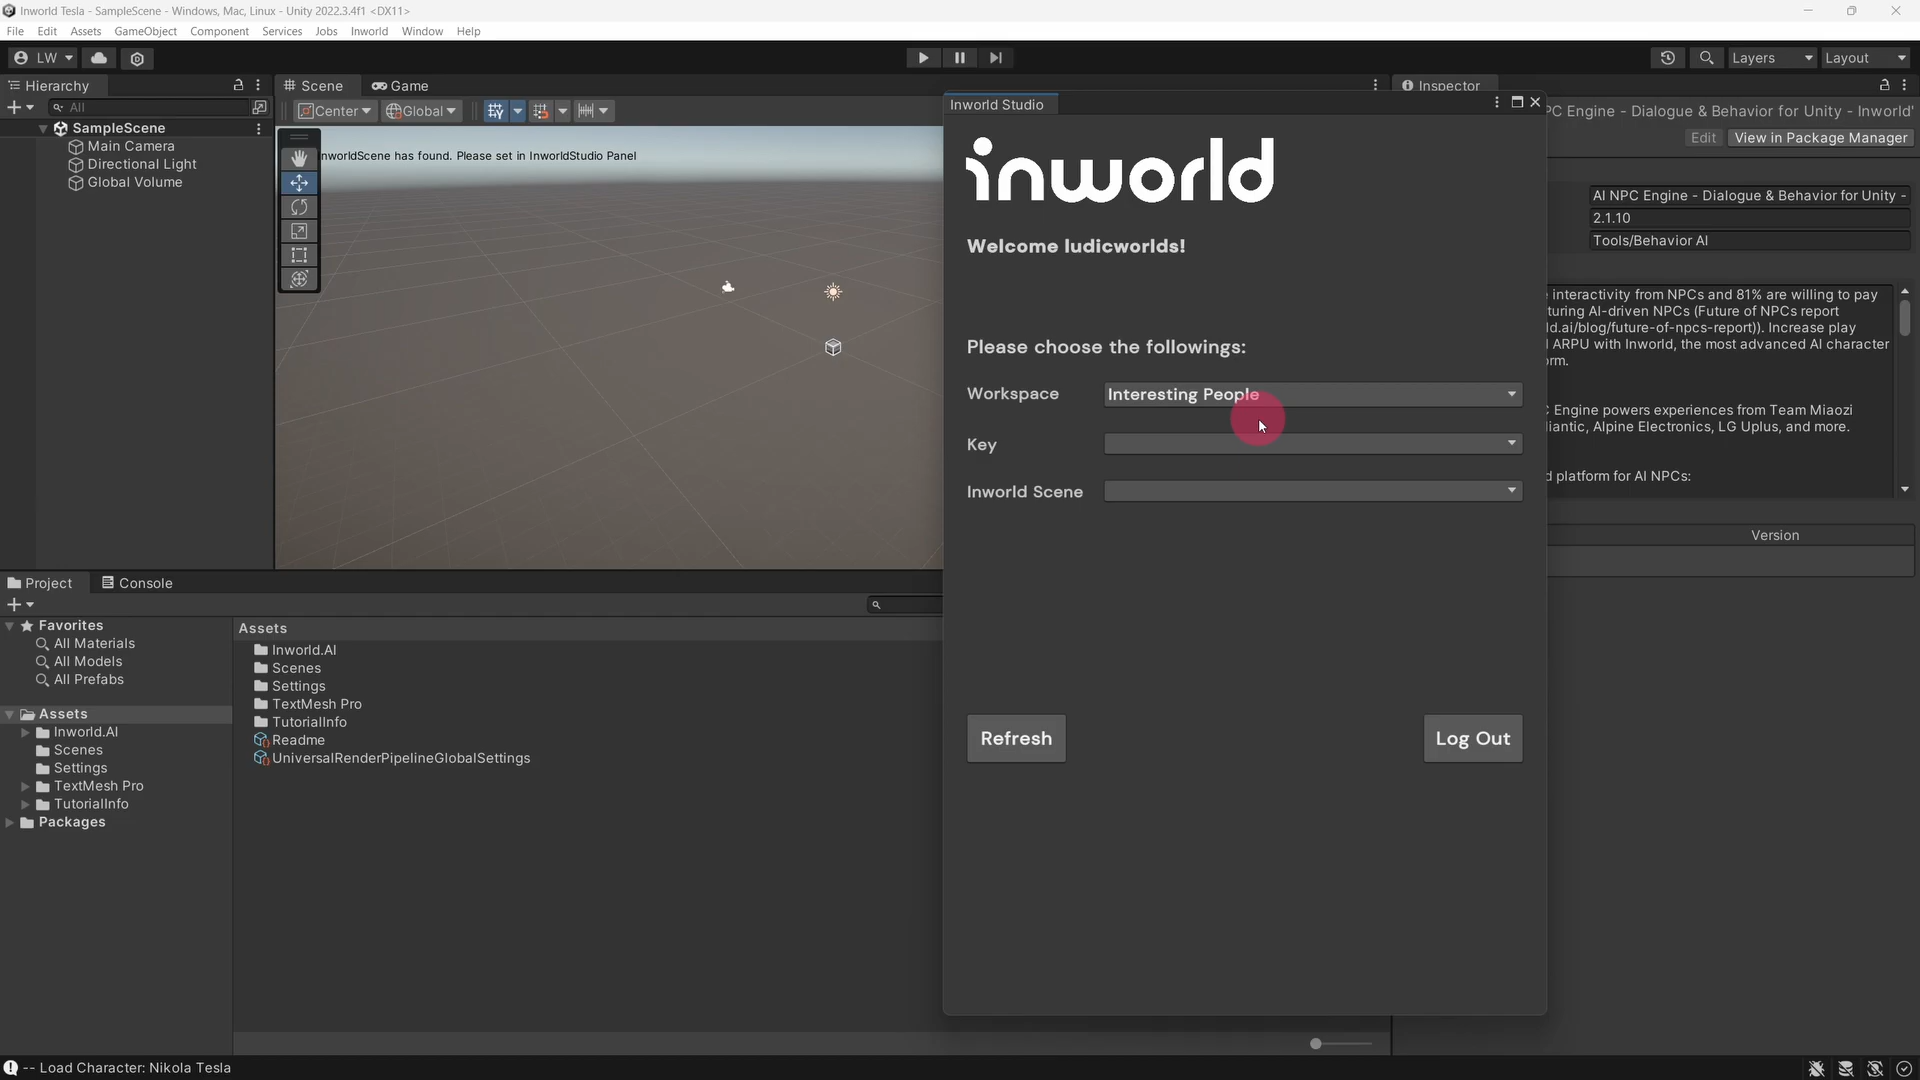 Inworld Tesla - SampleScene - Windows, Mac, Linux - Unity 2022.3.4f1 <DX11>
File Edit Assets GameObject Component Services Jobs Inworld Window Help
LW
Layers
Layout
Hierarchy
All
SampleScene
Main Camera
Directional Light
Global Volume
Scene
Game
Center
Global
nworldScene has found. Please set in InworldStudio Panel
Inworld Studio
inworld
Welcome ludicworlds!
Please choose the followings:
Workspace
Interesting People
Key
Inworld Scene
Refresh
Log Out
Inspector
PC Engine - Dialogue & Behavior for Unity - Inworld'
Edit
View in Package Manager
AI NPC Engine - Dialogue & Behavior for Unity -
2.1.10
Tools/Behavior AI
interactivity from NPCs and 81% are willing to pay
turing AI-driven NPCs (Future of NPCs report
ld.ai/blog/future-of-npcs-report)). Increase play
ARPU with Inworld, the most advanced AI character
rm.
Engine powers experiences from Team Miaozi
iantic, Alpine Electronics, LG Uplus, and more.
d platform for AI NPCs:
Version
Project
Console
Favorites
All Materials
All Models
All Prefabs
Assets
Inworld.AI
Scenes
Settings
TextMesh Pro
TutorialInfo
Packages
Assets
Inworld.AI
Scenes
Settings
TextMesh Pro
TutorialInfo
Readme
UniversalRenderPipelineGlobalSettings
-- Load Character: Nikola Tesla